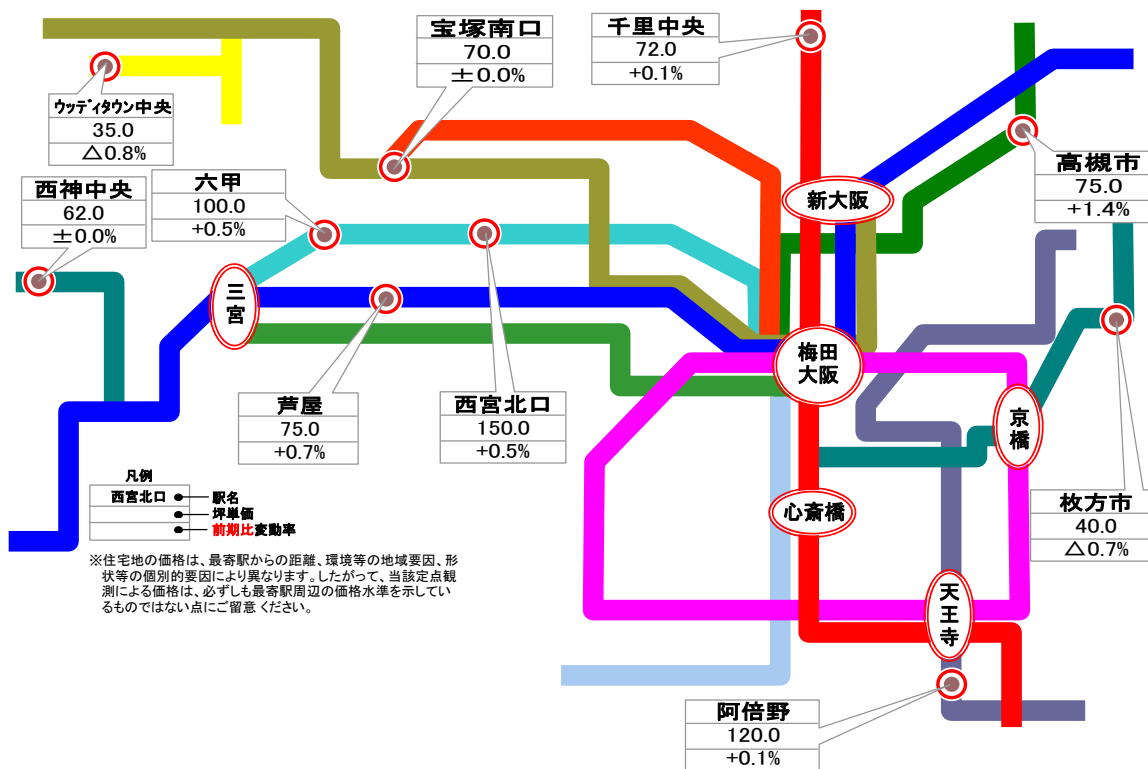 宝塚南口
70.0
±0.0%
千里中央
72.0
+0.1%
ウッディタウン中央
35.0
△0.8%
高槻市
75.0
+1.4%
西神中央
62.0
±0.0%
六甲
100.0
+0.5%
新大阪
三宮
梅田
大阪
芦屋
75.0
+0.7%
西宮北口
150.0
+0.5%
京橋
枚方市
40.0
△0.7%
心斎橋
天王寺
阿倍野
120.0
+0.1%
凡例
西宮北口
駅名
坪単価
前期比変動率
※住宅地の価格は、最寄駅からの距離、環境等の地域要因、形
状等の個別的要因により異なります。したがって、当該定点観
測による価格は、必ずしも最寄駅周辺の価格水準を示してい
るものではない点にご留意ください。